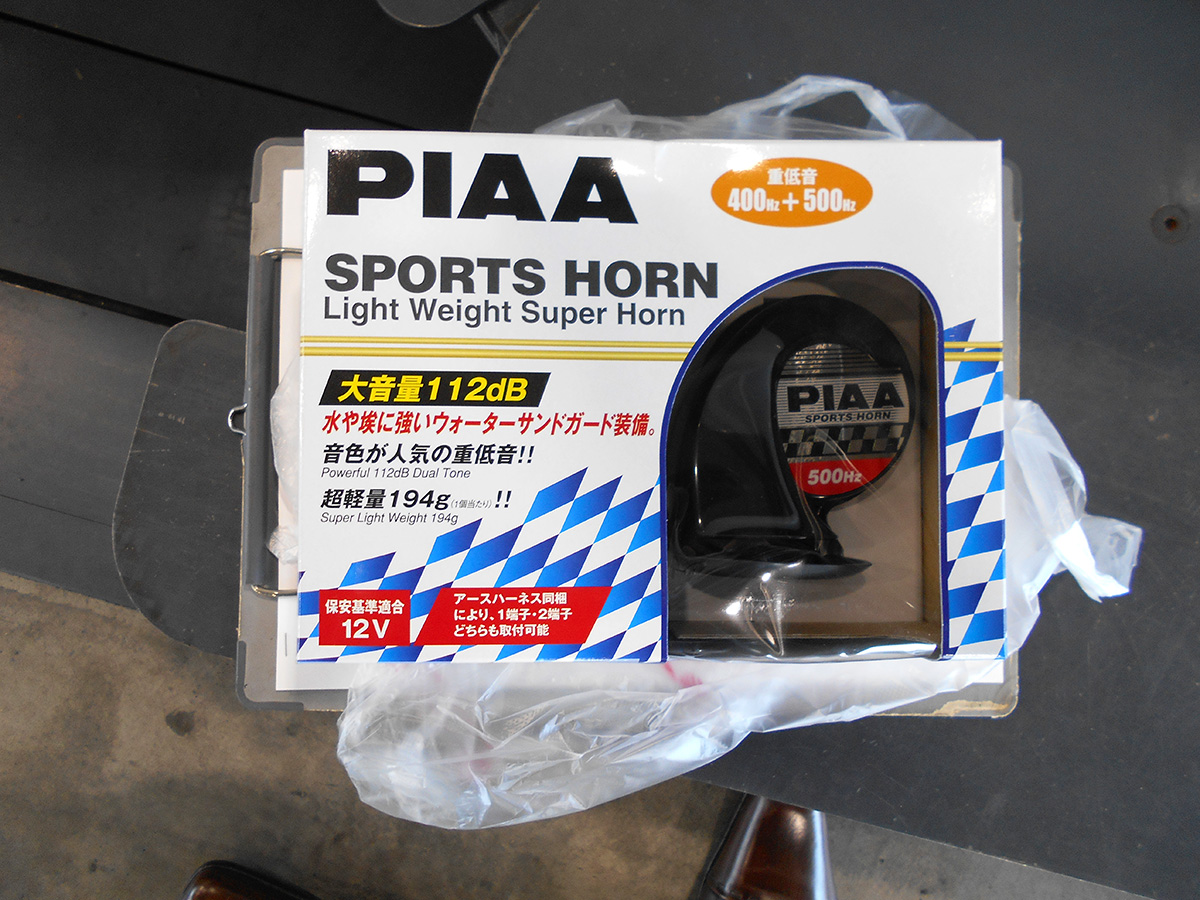 PIAA
重低音
400Hz+500Hz
SPORTS HORN
Light Weight Super Horn
大音量112dB
水や埃に強いウォーターサンドガード装備。
音色が人気の重低音!!
Powerful 112dB Dual Tone
超軽量194g(1個当たり)!!
Super Light Weight 194g
保安基準適合
12V
アースハーネス同梱
により、1端子・2端子
どちらも取付可能
PIAA
SPORTS HORN
500Hz